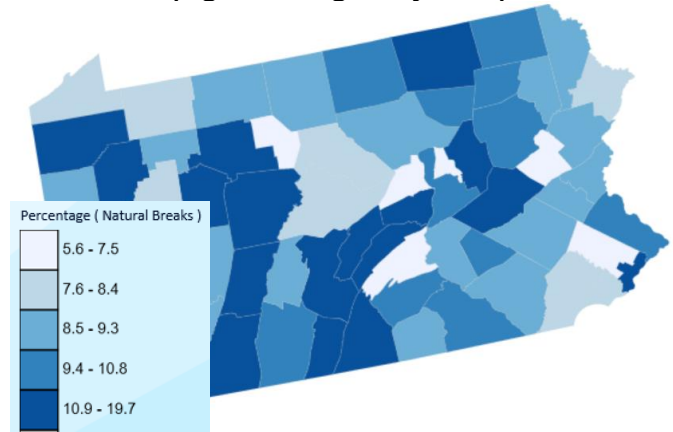 Percentage ( Natural Breaks )
5.6 - 7.5
7.6 - 8.4
8.5 - 9.3
9.4 - 10.8
10.9 - 19.7